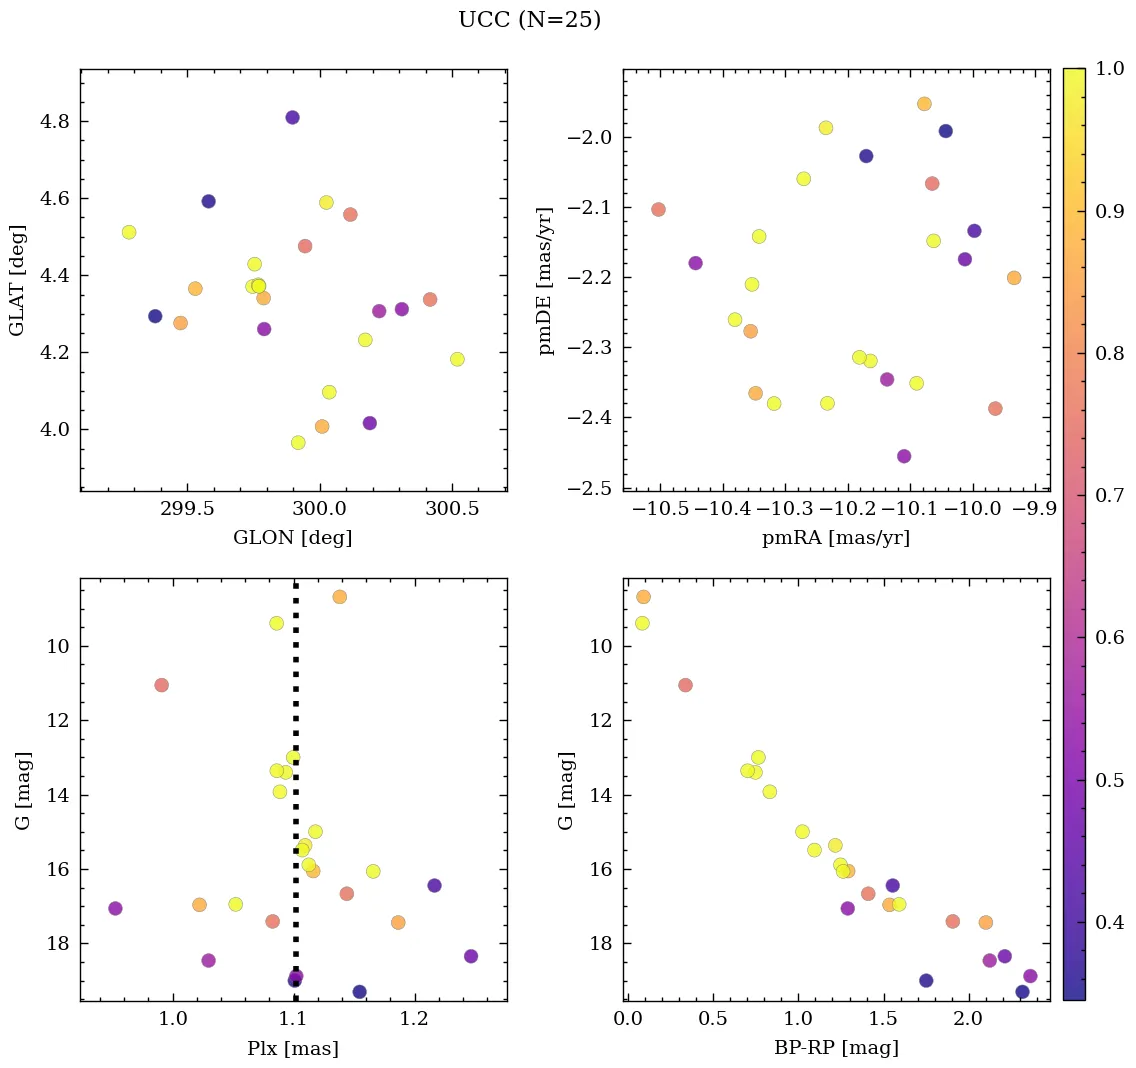 UCC (N=25)
4.8
4.6
4.4
4.2
4.0
GLAT [deg]
299.5 300.0 300.5
GLON [deg]
−2.0
−2.1
−2.2
−2.3
−2.4
−2.5
pmDE [mas/yr]
−10.5 −10.4 −10.3 −10.2 −10.1 −10.0 −9.9
pmRA [mas/yr]
1.0
0.9
0.8
0.7
0.6
0.5
0.4
10
12
14
16
18
G [mag]
1.0 1.1 1.2
Plx [mas]
10
12
14
16
18
G [mag]
0.0 0.5 1.0 1.5 2.0
BP-RP [mag]